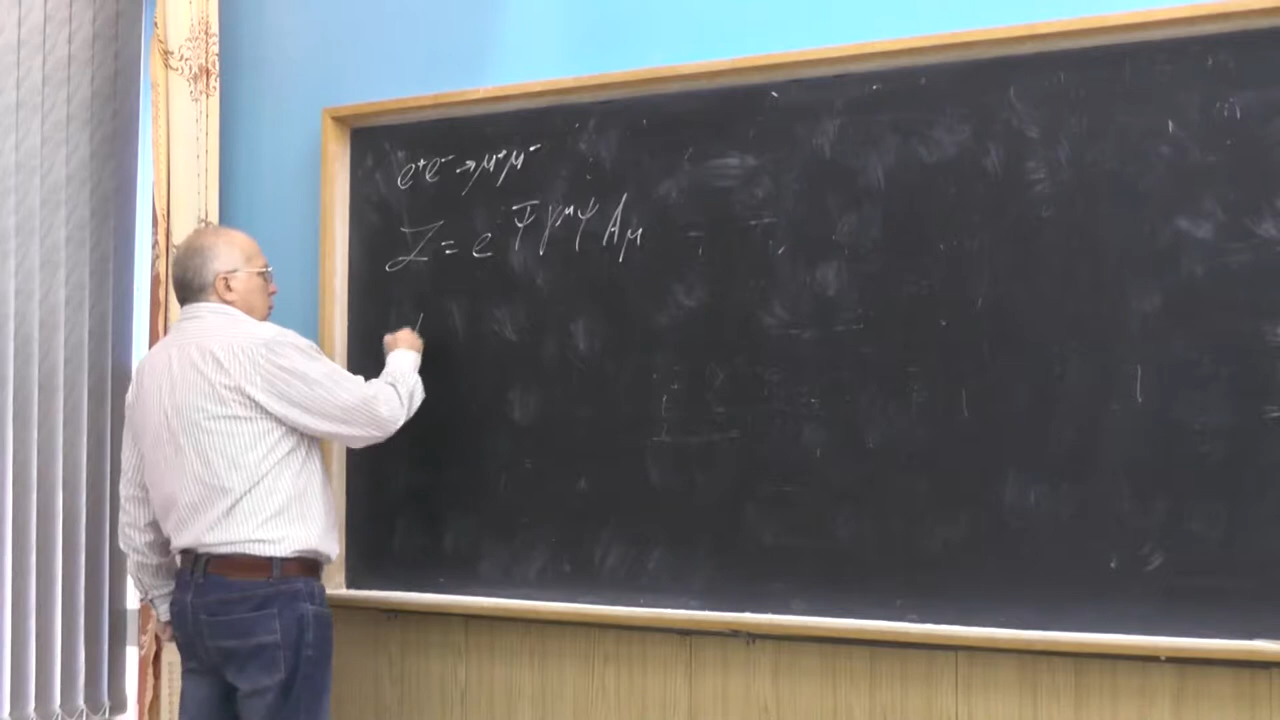 e⁺e⁻ → μ⁺μ⁻
ℒ = e ψ̄ γ^μ ψ A_μ